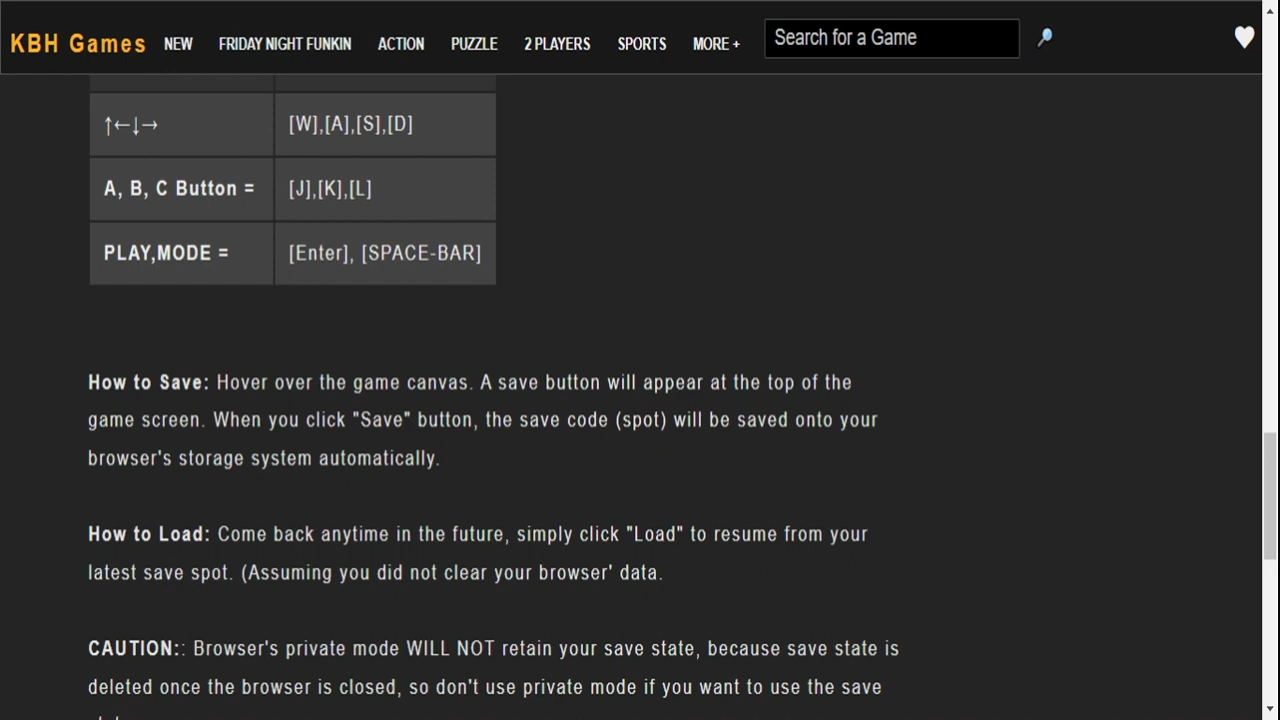 KBH Games NEW FRIDAY NIGHT FUNKIN ACTION PUZZLE 2 PLAYERS SPORTS MORE + Search for a Game
↑←↓→ [W],[A],[S],[D]
A, B, C Button = [J],[K],[L]
PLAY,MODE = [Enter], [SPACE-BAR]
How to Save: Hover over the game canvas. A save button will appear at the top of the
game screen. When you click "Save" button, the save code (spot) will be saved onto your
browser's storage system automatically.
How to Load: Come back anytime in the future, simply click "Load" to resume from your
latest save spot. (Assuming you did not clear your browser' data.
CAUTION:: Browser's private mode WILL NOT retain your save state, because save state is
deleted once the browser is closed, so don't use private mode if you want to use the save